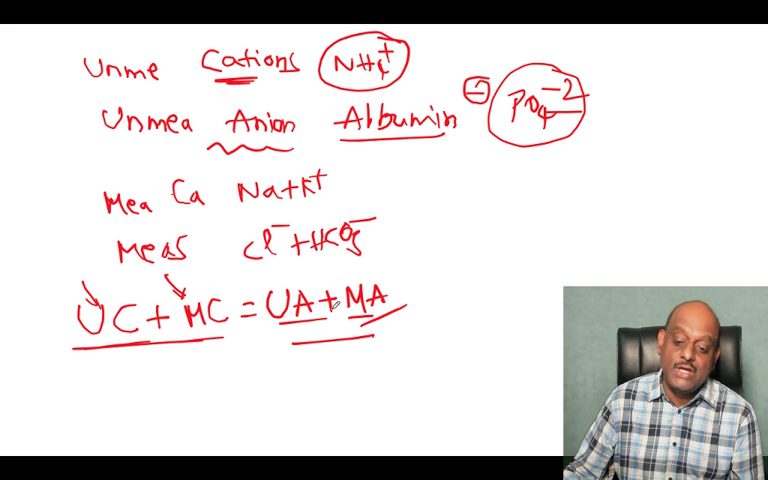 Unme Cations NH4+
Unmea Anion Albumin ⊖ PO4-2
Mea Ca Na+K+
Meas Cl-+HCO3-
UC+MC=UA+MA